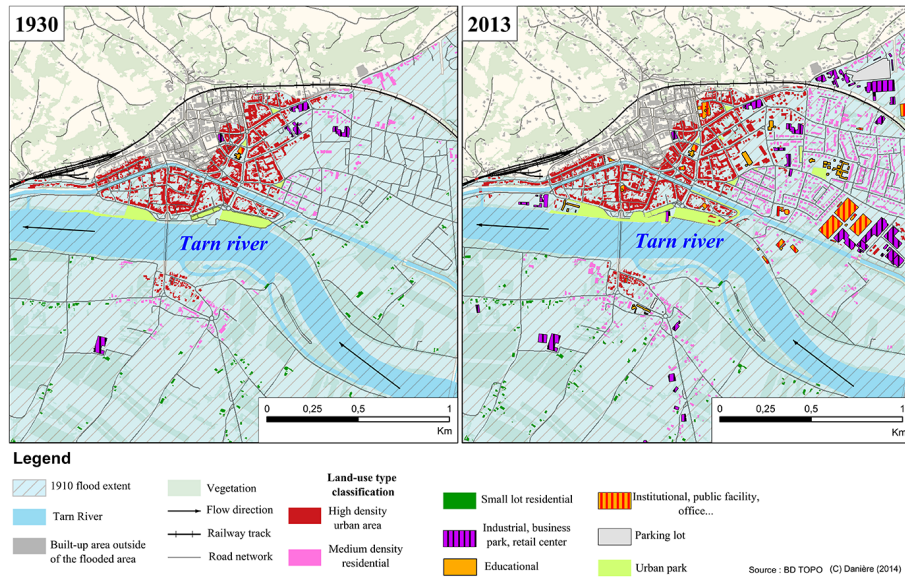 1930
2013
Tarn river
Tarn river
0 0,25 0,5 1
Km
0 0,25 0,5 1
Km
Legend
1910 flood extent
Tarn River
Built-up area outside
of the flooded area
Vegetation
Flow direction
Railway track
Road network
Land-use type
classification
High density
urban area
Medium density
residential
Small lot residential
Industrial, business
park, retail center
Educational
Institutional, public facility,
office...
Parking lot
Urban park
Source : BD TOPO (C) Danière (2014)